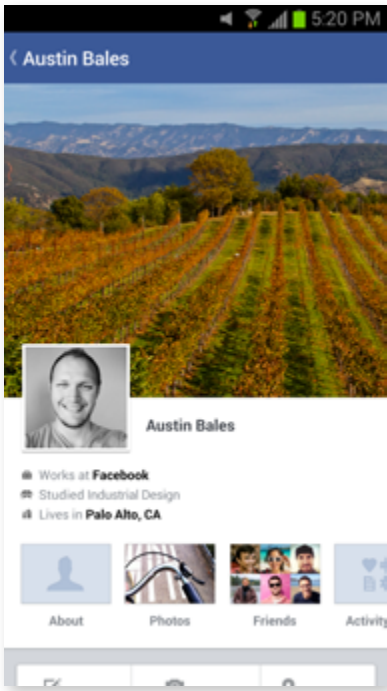 5:20 PM
Austin Bales
Austin Bales
Works at Facebook
Studied Industrial Design
Lives in Palo Alto, CA
About Photos Friends Activity